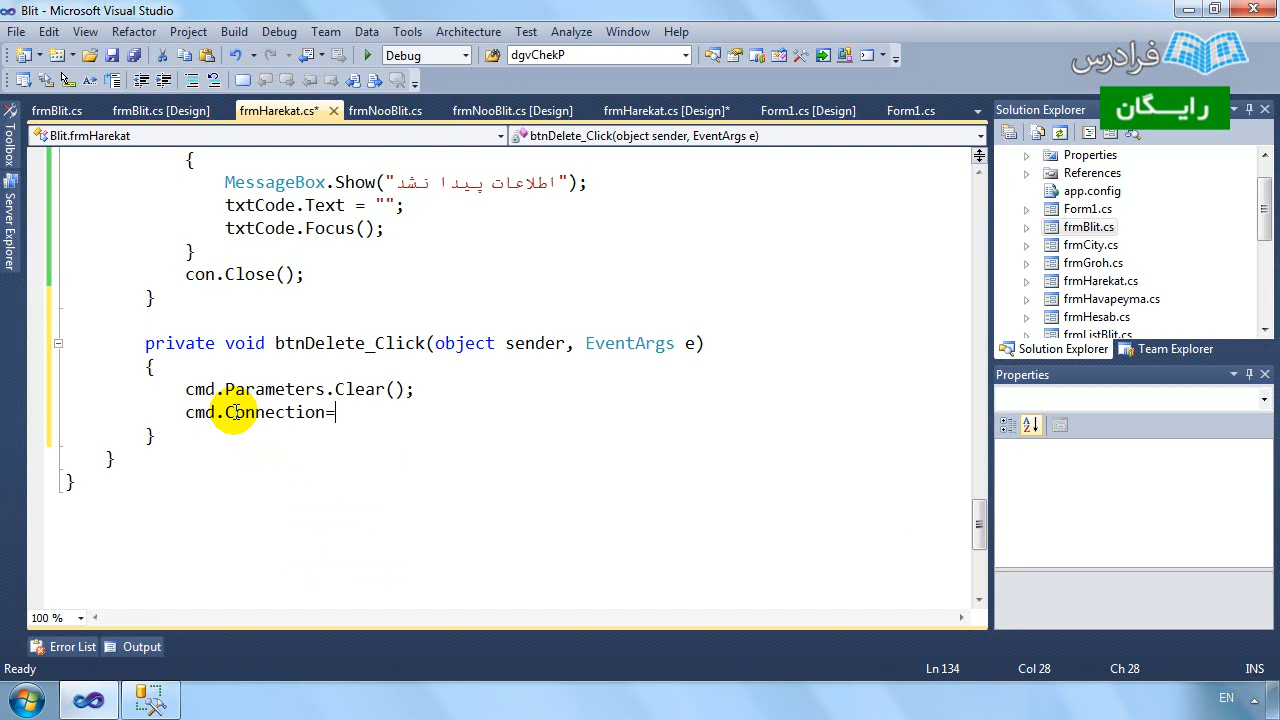 Blit - Microsoft Visual Studio
File Edit View Refactor Project Build Debug Team Data Tools Architecture Test Analyze Window Help
Debug dgvChekP
فرادرس
رایــگان
frmBlit.cs frmBlit.cs [Design] frmHarekat.cs* frmNooBlit.cs frmNooBlit.cs [Design] frmHarekat.cs [Design]* Form1.cs [Design] Form1.cs
Blit.frmHarekat btnDelete_Click(object sender, EventArgs e)
Toolbox
Server Explorer
{
MessageBox.Show("اطلاعات پیدا نشد");
txtCode.Text = "";
txtCode.Focus();
}
con.Close();
}
private void btnDelete_Click(object sender, EventArgs e)
{
cmd.Parameters.Clear();
cmd.Connection=
}
}
}
100 %
Solution Explorer
Properties
References
app.config
Form1.cs
frmBlit.cs
frmCity.cs
frmGroh.cs
frmHarekat.cs
frmHavapeyma.cs
frmHesab.cs
frmListBlit.cs
Solution Explorer Team Explorer
Properties
Error List Output
Ready Ln 134 Col 28 Ch 28 INS
EN